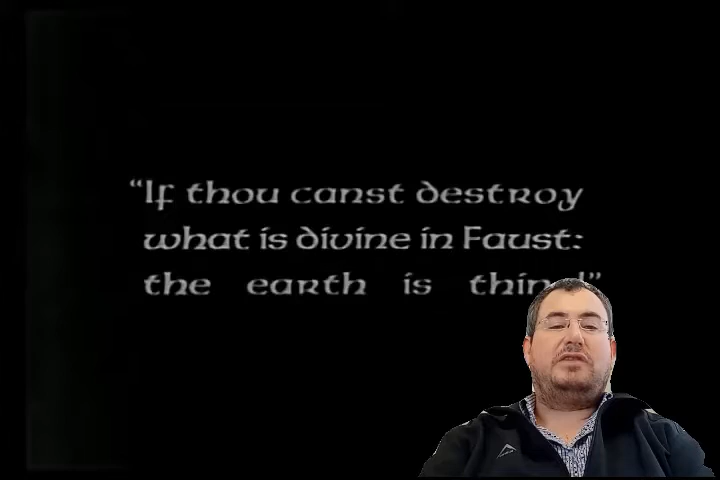 “If thou canst destroy
what is divine in Faust:
the earth is